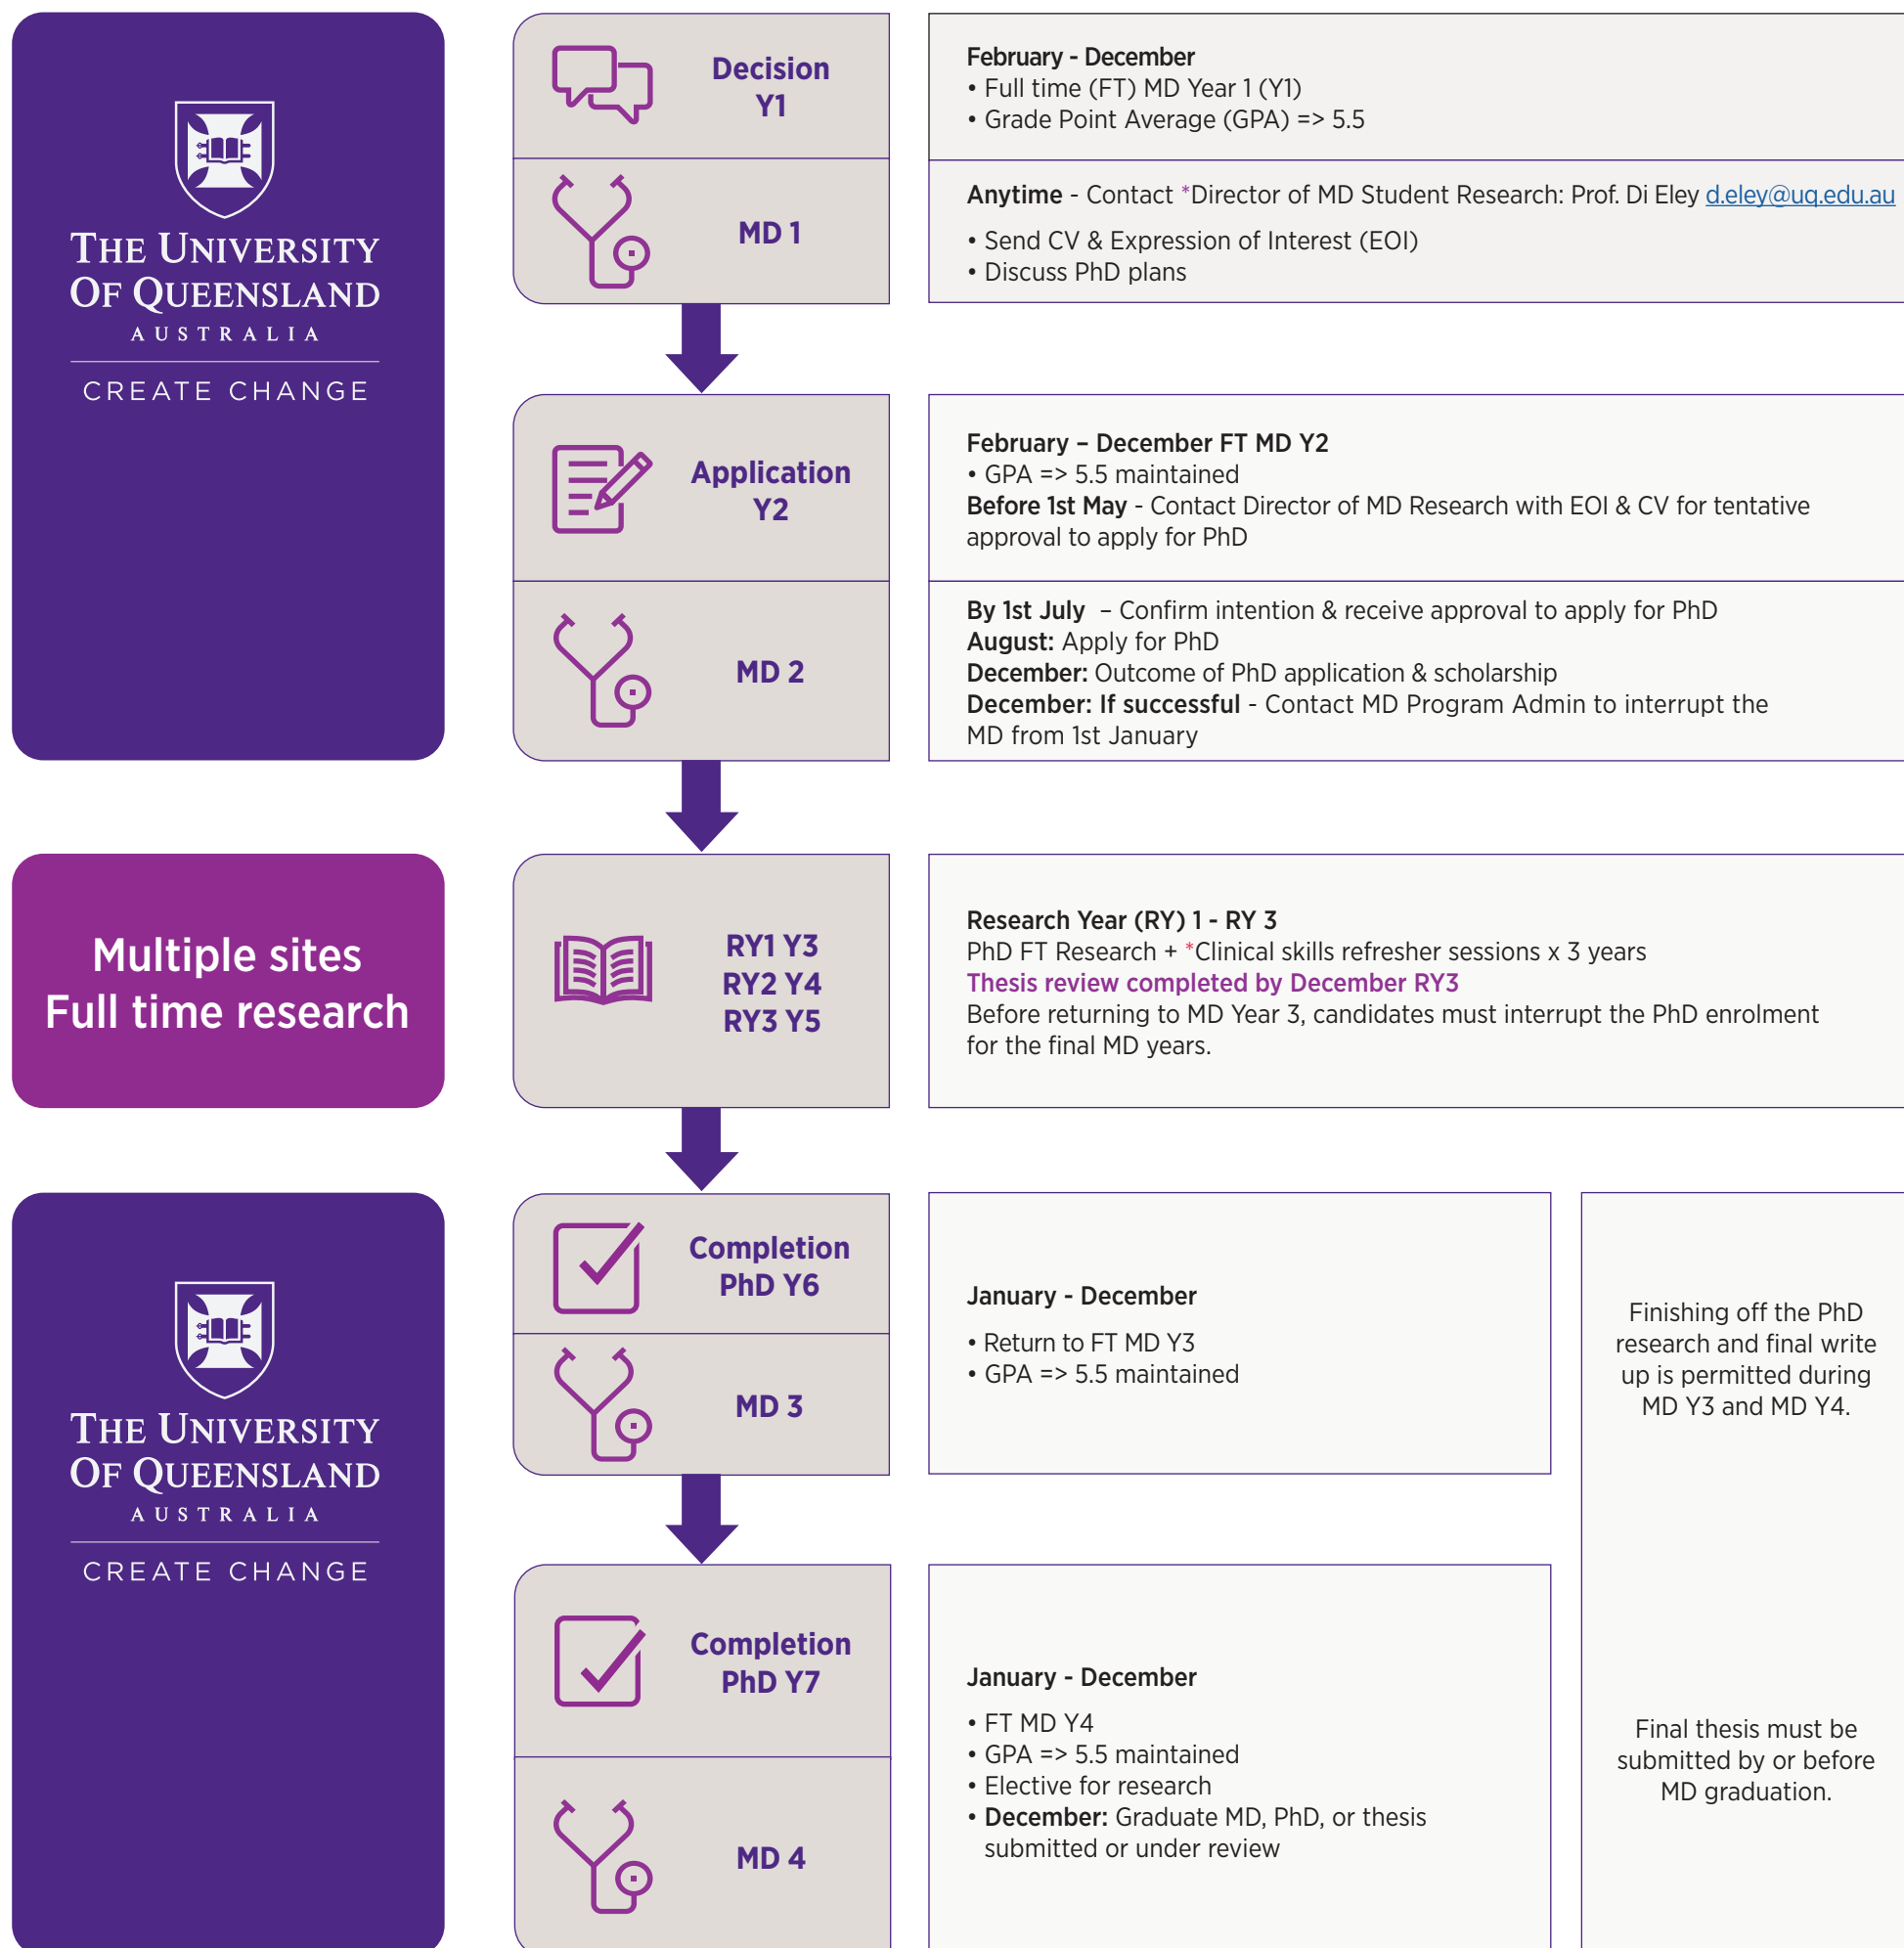 THE UNIVERSITY
OF QUEENSLAND
AUSTRALIA
CREATE CHANGE
Decision
Y1
February - December
• Full time (FT) MD Year 1 (Y1)
• Grade Point Average (GPA) => 5.5
MD 1
Anytime - Contact *Director of MD Student Research: Prof. Di Eley d.eley@uq.edu.au
• Send CV & Expression of Interest (EOI)
• Discuss PhD plans
Application
Y2
February – December FT MD Y2
• GPA => 5.5 maintained
Before 1st May - Contact Director of MD Research with EOI & CV for tentative
approval to apply for PhD
MD 2
By 1st July – Confirm intention & receive approval to apply for PhD
August: Apply for PhD
December: Outcome of PhD application & scholarship
December: If successful - Contact MD Program Admin to interrupt the
MD from 1st January
Multiple sites
Full time research
RY1 Y3
RY2 Y4
RY3 Y5
Research Year (RY) 1 - RY 3
PhD FT Research + *Clinical skills refresher sessions x 3 years
Thesis review completed by December RY3
Before returning to MD Year 3, candidates must interrupt the PhD enrolment
for the final MD years.
THE UNIVERSITY
OF QUEENSLAND
AUSTRALIA
CREATE CHANGE
Completion
PhD Y6
MD 3
January - December
• Return to FT MD Y3
• GPA => 5.5 maintained
Finishing off the PhD
research and final write
up is permitted during
MD Y3 and MD Y4.
Completion
PhD Y7
MD 4
January - December
• FT MD Y4
• GPA => 5.5 maintained
• Elective for research
• December: Graduate MD, PhD, or thesis
submitted or under review
Final thesis must be
submitted by or before
MD graduation.